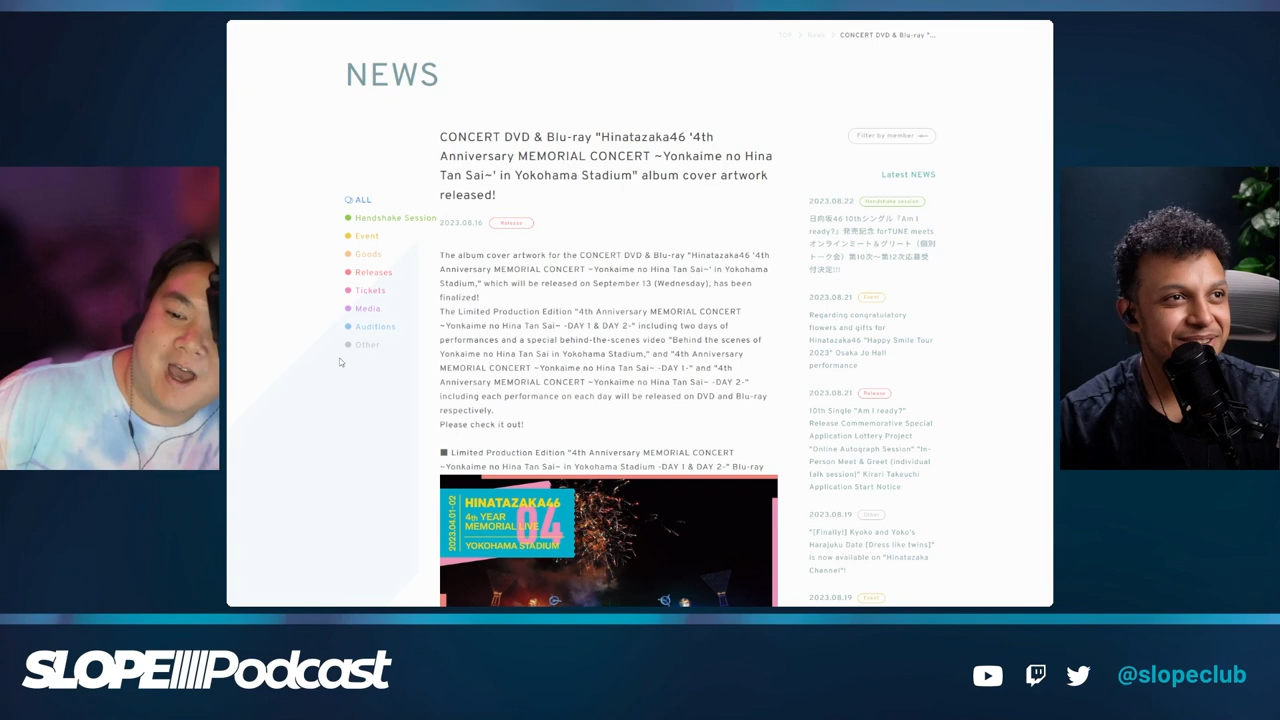 TOP > News > CONCERT DVD & Blu-ray "...
NEWS
CONCERT DVD & Blu-ray "Hinatazaka46 '4th
Anniversary MEMORIAL CONCERT ~Yonkaime no Hina
Tan Sai~' in Yokohama Stadium" album cover artwork
released!
2023.08.16 Release
ALL
Handshake Session
Event
Goods
Releases
Tickets
Media
Auditions
Other
The album cover artwork for the CONCERT DVD & Blu-ray "Hinatazaka46 '4th
Anniversary MEMORIAL CONCERT ~Yonkaime no Hina Tan Sai~' in Yokohama
Stadium," which will be released on September 13 (Wednesday), has been
finalized!
The Limited Production Edition "4th Anniversary MEMORIAL CONCERT
~Yonkaime no Hina Tan Sai~ -DAY 1 & DAY 2-" including two days of
performances and a special behind-the-scenes video "Behind the scenes of
Yonkaime no Hina Tan Sai in Yokohama Stadium," and "4th Anniversary
MEMORIAL CONCERT ~Yonkaime no Hina Tan Sai~ -DAY 1-" and "4th
Anniversary MEMORIAL CONCERT ~Yonkaime no Hina Tan Sai~ -DAY 2-"
including each performance on each day will be released on DVD and Blu-ray
respectively.
Please check it out!
■ Limited Production Edition "4th Anniversary MEMORIAL CONCERT
~Yonkaime no Hina Tan Sai~ in Yokohama Stadium -DAY 1 & DAY 2-" Blu-ray
2023.04.01-02
HINATAZAKA46
4th YEAR
MEMORIAL LIVE
04
YOKOHAMA STADIUM
Filter by member
Latest NEWS
2023.08.22 Handshake session
日向坂46 10thシングル『Am I
ready?』発売記念 forTUNE meets
オンラインミート＆グリート（個別
トーク会）第10次～第12次応募受
付決定!!!
2023.08.21 Event
Regarding congratulatory
flowers and gifts for
Hinatazaka46 "Happy Smile Tour
2023" Osaka Jo Hall
performance
2023.08.21 Release
10th Single "Am I ready?"
Release Commemorative Special
Application Lottery Project
"Online Autograph Session" "In-
Person Meet & Greet (individual
talk session)" Kirari Takeuchi
Application Start Notice
2023.08.19 Other
"[Finally!] Kyoko and Yoko's
Harajuku Date [Dress like twins]"
is now available on "Hinatazaka
Channel"!
2023.08.19 Event
SLOPE Podcast
@slopeclub